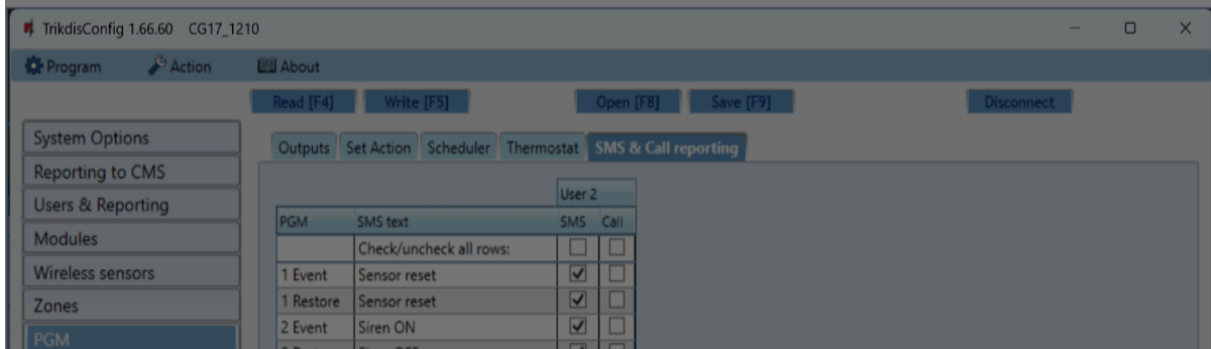 TrikdisConfig 1.66.60 CG17_1210
Program Action About
Read [F4] Write [F5] Open [F8] Save [F9] Disconnect
System Options
Reporting to CMS
Users & Reporting
Modules
Wireless sensors
Zones
PGM
Outputs Set Action Scheduler Thermostat SMS & Call reporting
User 2
PGM SMS text SMS Call
Check/uncheck all rows:
1 Event Sensor reset
1 Restore Sensor reset
2 Event Siren ON